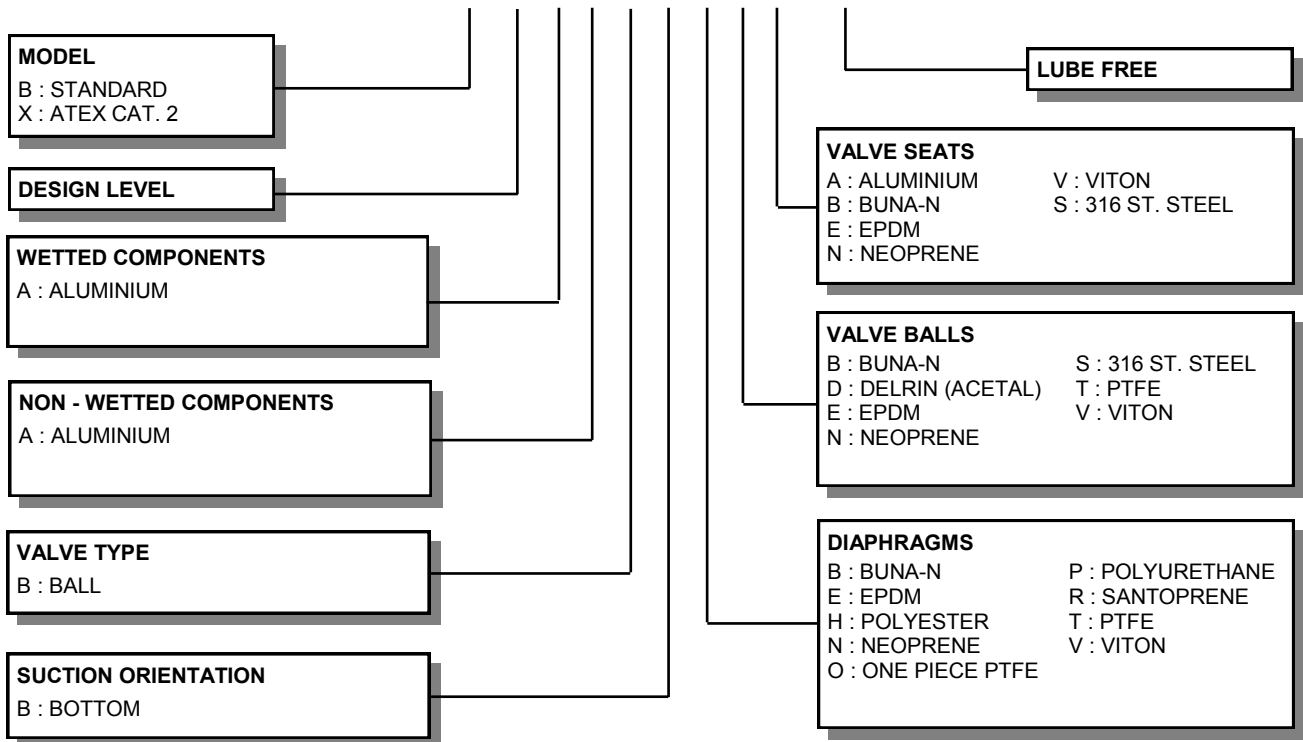 MODEL
B : STANDARD
X : ATEX CAT. 2
DESIGN LEVEL
WETTED COMPONENTS
A : ALUMINIUM
NON - WETTED COMPONENTS
A : ALUMINIUM
VALVE TYPE
B : BALL
SUCTION ORIENTATION
B : BOTTOM
LUBE FREE
VALVE SEATS
A : ALUMINIUM V : VITON
B : BUNA-N S : 316 ST. STEEL
E : EPDM
N : NEOPRENE
VALVE BALLS
B : BUNA-N S : 316 ST. STEEL
D : DELRIN (ACETAL) T : PTFE
E : EPDM V : VITON
N : NEOPRENE
DIAPHRAGMS
B : BUNA-N P : POLYURETHANE
E : EPDM R : SANTOPRENE
H : POLYESTER T : PTFE
N : NEOPRENE V : VITON
O : ONE PIECE PTFE